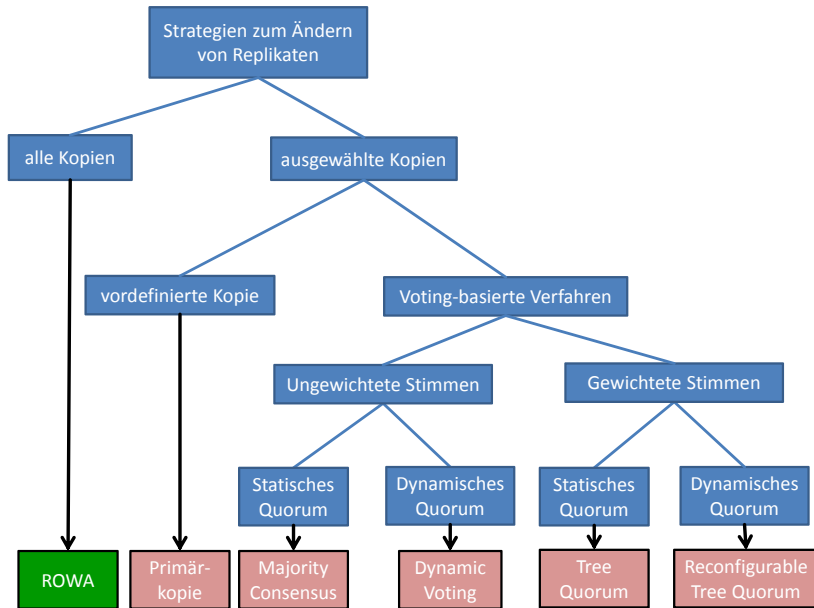 Strategien zum Ändern
von Replikaten
alle Kopien
ausgewählte Kopien
vordefinierte Kopie
Voting-basierte Verfahren
Ungewichtete Stimmen
Gewichtete Stimmen
Statisches
Quorum
Dynamisches
Quorum
Statisches
Quorum
Dynamisches
Quorum
ROWA
Primär-
kopie
Majority
Consensus
Dynamic
Voting
Tree
Quorum
Reconfigurable
Tree Quorum